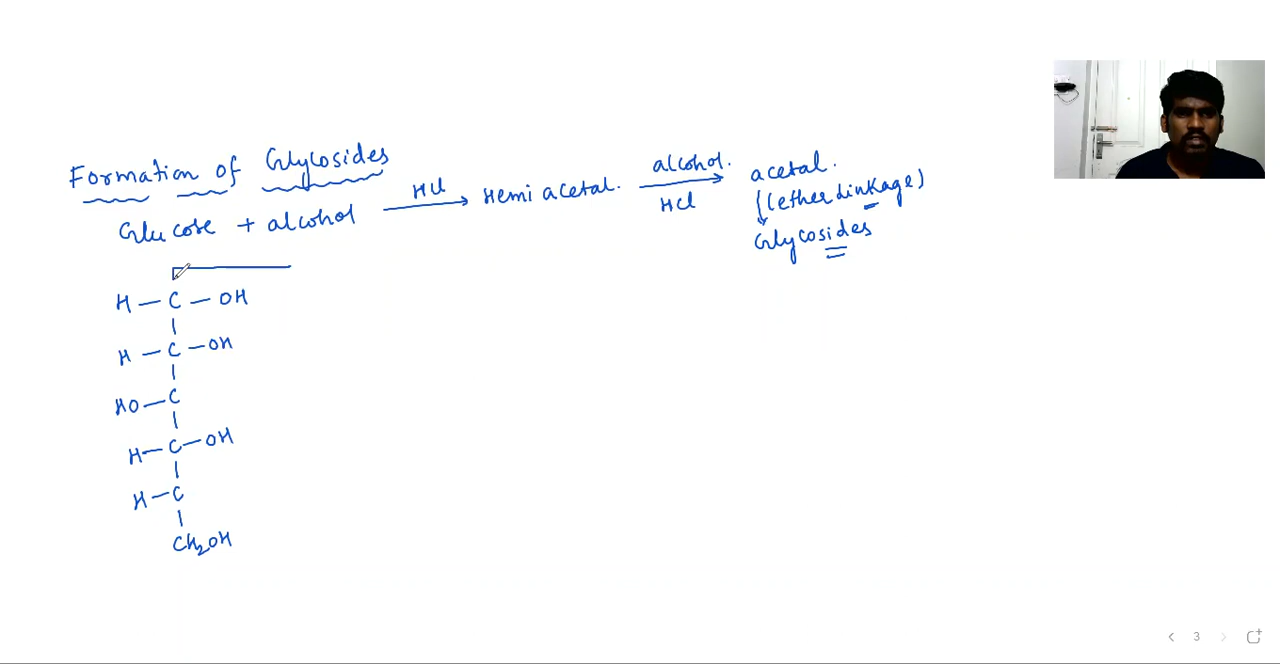 Formation of Glycosides
Glucose + alcohol HCl → Hemi acetal. alcohol. HCl → acetal.
(ether linkage)
Glycosides
H — C — OH
H — C — OH
HO — C
H — C — OH
H — C
CH2OH
3